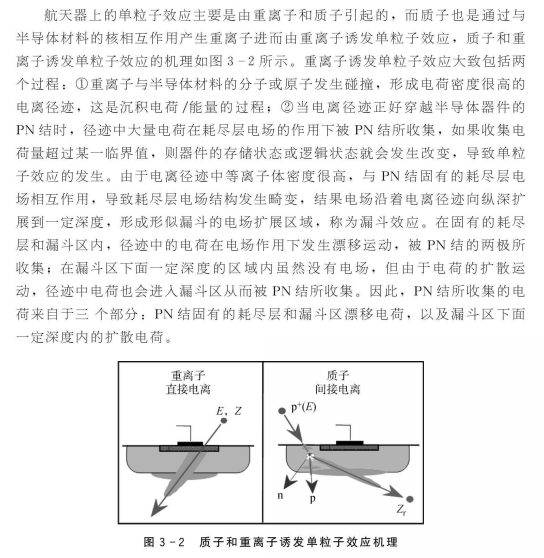 航天器上的单粒子效应主要是由重离子和质子引起的，而质子也是通过与
半导体材料的核相互作用产生重离子进而由重离子诱发单粒子效应，质子和重
离子诱发单粒子效应的机理如图 3-2 所示。重离子诱发单粒子效应大致包括两
个过程：①重离子与半导体材料的分子或原子发生碰撞，形成电荷密度很高的
电离径迹，这是沉积电荷/能量的过程；②当电离径迹正好穿越半导体器件的
PN 结时，径迹中大量电荷在耗尽层电场的作用下被 PN 结所收集，如果收集电
荷量超过某一临界值，则器件的存储状态或逻辑状态就会发生改变，导致单粒
子效应的发生。由于电离径迹中等离子体密度很高，与 PN 结固有的耗尽层电
场相互作用，导致耗尽层电场结构发生畸变，结果电场沿着电离径迹向纵深扩
展到一定深度，形成形似漏斗的电场扩展区域，称为漏斗效应。在固有的耗尽
层和漏斗区内，径迹中的电荷在电场作用下发生漂移运动，被 PN 结的两极所
收集；在漏斗区下面一定深度的区域内虽然没有电场，但由于电荷的扩散运
动，径迹中电荷也会进入漏斗区从而被 PN 结所收集。因此，PN 结所收集的电
荷来自于三 个部分：PN 结固有的耗尽层和漏斗区漂移电荷，以及漏斗区下面
一定深度内的扩散电荷。
重离子
直接电离
E，Z
质子
间接电离
p+(E)
n
p
Zr
图 3-2 质子和重离子诱发单粒子效应机理